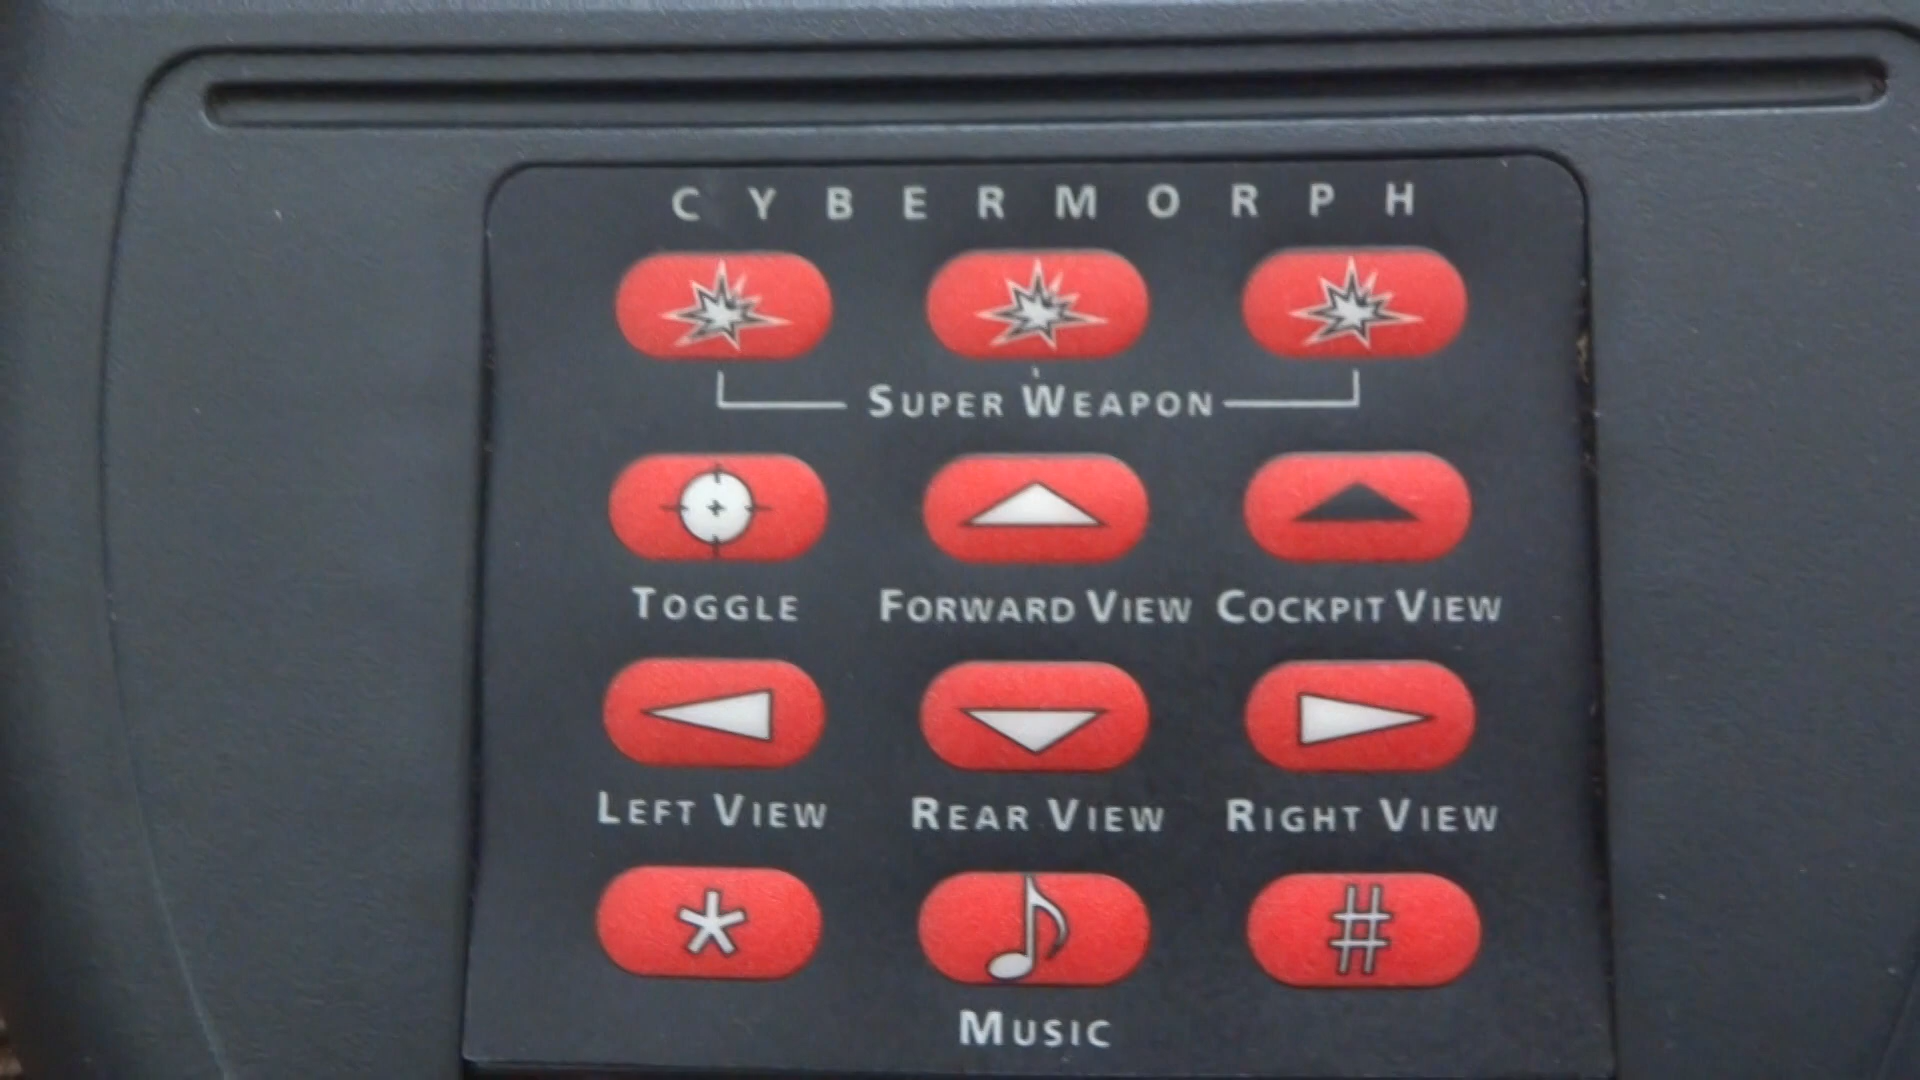 CYBERMORPH
SUPER WEAPON
TOGGLE FORWARD VIEW COCKPIT VIEW
LEFT VIEW REAR VIEW RIGHT VIEW
* #
MUSIC